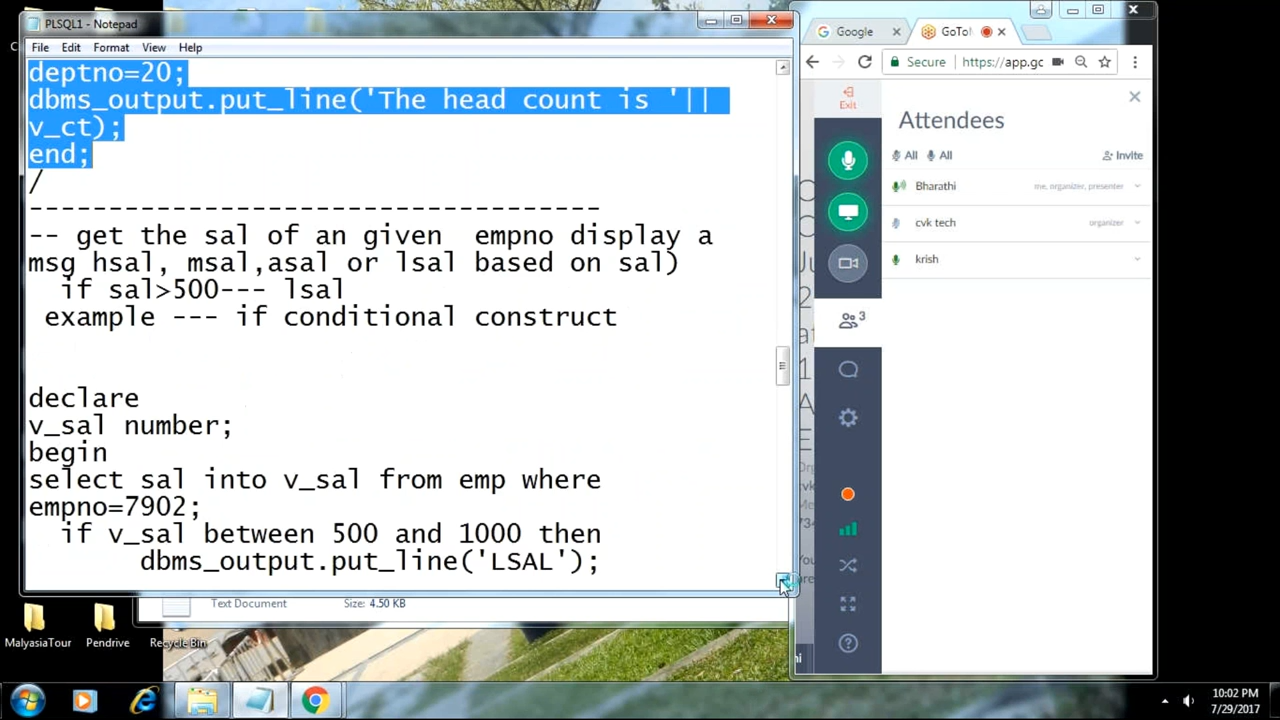 PLSQL1 - Notepad
File Edit Format View Help
deptno=20;
dbms_output.put_line('The head count is '||
v_ct);
end;
/
------------------------------------
-- get the sal of an given  empno display a
msg hsal, msal,asal or lsal based on sal)
  if sal>500--- lsal
 example --- if conditional construct
declare
v_sal number;
begin
select sal into v_sal from emp where
empno=7902;
  if v_sal between 500 and 1000 then
       dbms_output.put_line('LSAL');
Text Document Size: 4.50 KB
MalyasiaTour Pendrive Recycle Bin
Google GoTo!
Secure https://app.gc
Exit
Attendees
All All Invite
Bharathi me, organizer, presenter
cvk tech organizer
krish
3
10:02 PM
7/29/2017